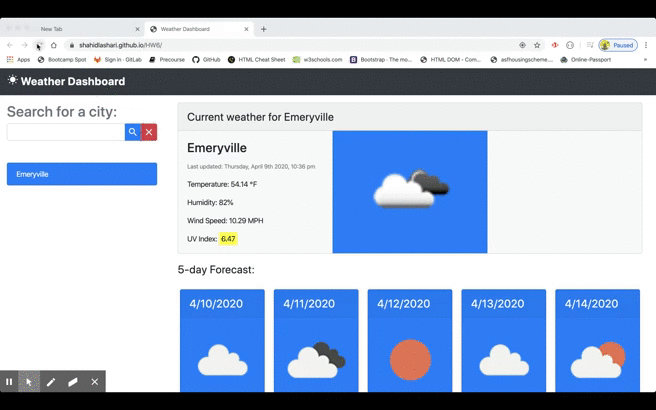 New Tab
Weather Dashboard
shahidlashari.github.io/HW6/
Paused
Apps
Bootcamp Spot
Sign in · GitLab
Precourse
GitHub
HTML Cheat Sheet
w3schools.com
Bootstrap · The mo...
HTML DOM - Com...
asfhousingscheme....
Online-Passport
Weather Dashboard
Search for a city:
Emeryville
Current weather for Emeryville
Emeryville
Last updated: Thursday, April 9th 2020, 10:36 pm
Temperature: 54.14 °F
Humidity: 82%
Wind Speed: 10.29 MPH
UV Index: 6.47
5-day Forecast:
4/10/2020
4/11/2020
4/12/2020
4/13/2020
4/14/2020